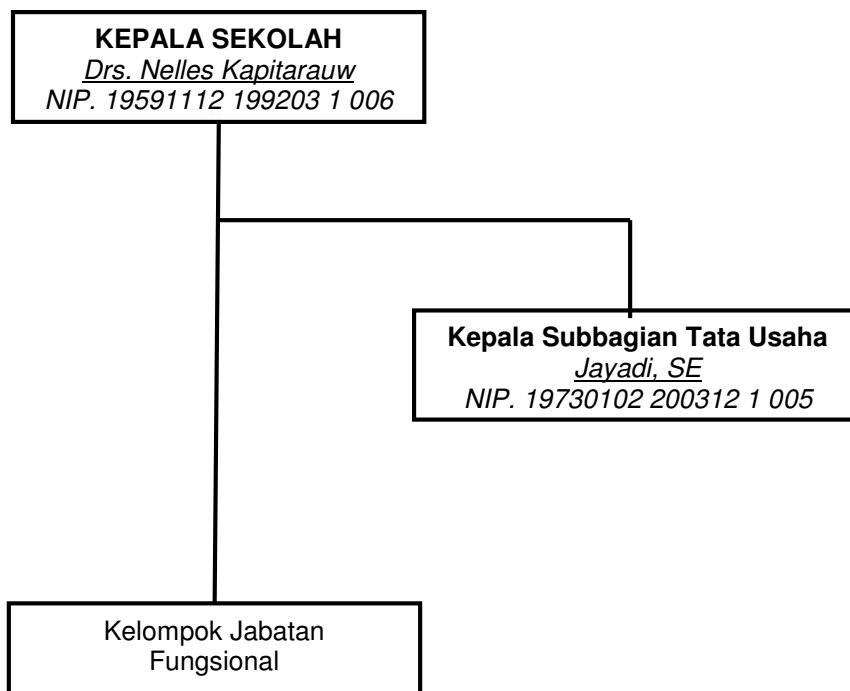 KEPALA SEKOLAH
Drs. Nelles Kapitarauw
NIP. 19591112 199203 1 006
Kepala Subbagian Tata Usaha
Jayadi, SE
NIP. 19730102 200312 1 005
Kelompok Jabatan
Fungsional